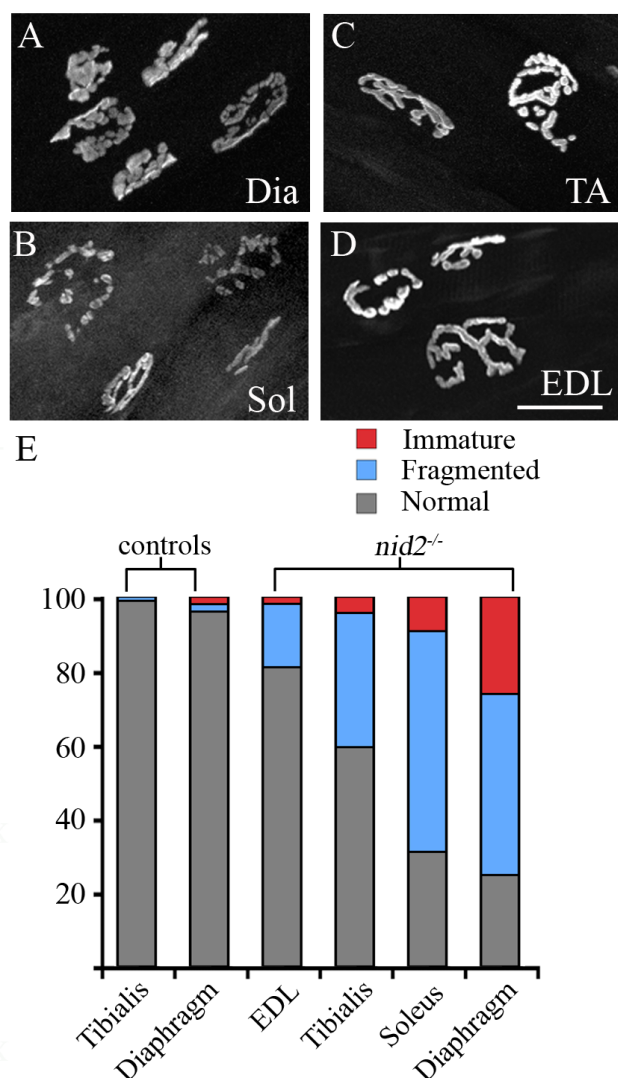 A
Dia
C
TA
B
Sol
D
EDL
E
Immature
Fragmented
Normal
controls
nid2-/-
100
80
60
40
20
Tibialis
Diaphragm
EDL
Tibialis
Soleus
Diaphragm